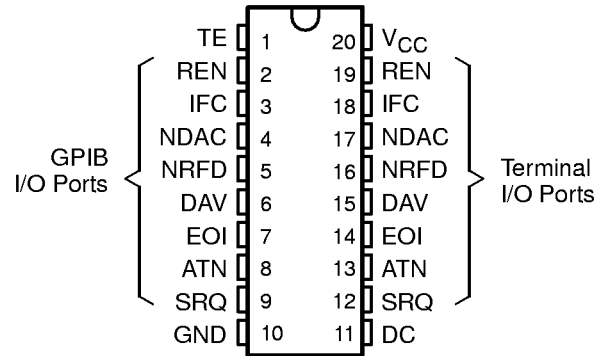 TE 1 20 VCC
REN 2 19 REN
IFC 3 18 IFC
NDAC 4 17 NDAC
GPIB
I/O Ports
NRFD 5 16 NRFD
Terminal
I/O Ports
DAV 6 15 DAV
EOI 7 14 EOI
ATN 8 13 ATN
SRQ 9 12 SRQ
GND 10 11 DC